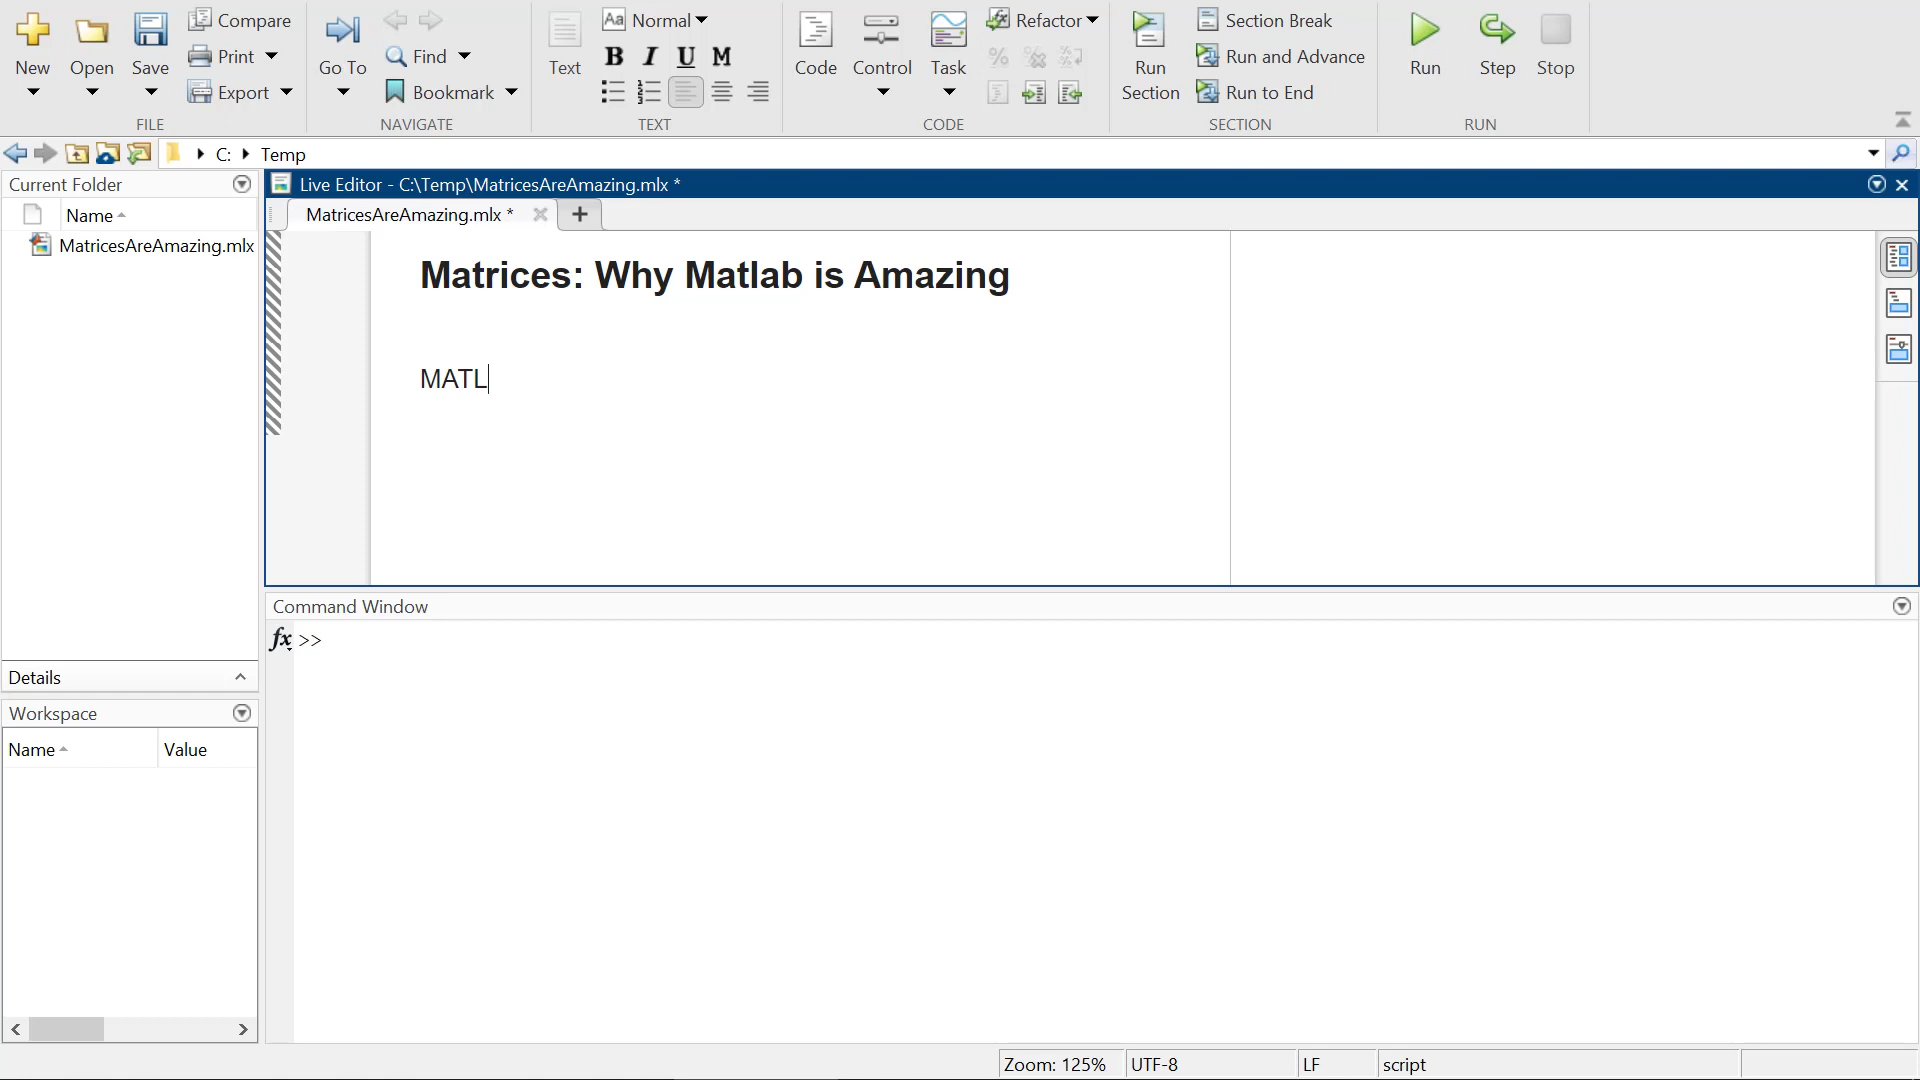 New
Open
Save
Compare
Print
Export
FILE
Go To
Find
Bookmark
NAVIGATE
Text
Aa Normal
B I U M
TEXT
Code
Control
Task
Refactor
CODE
Run Section
Section Break
Run and Advance
Run to End
SECTION
Run
Step
Stop
RUN
C: Temp
Current Folder
Name
MatricesAreAmazing.mlx
Details
Workspace
Name Value
Live Editor - C:\Temp\MatricesAreAmazing.mlx *
MatricesAreAmazing.mlx * +
Matrices: Why Matlab is Amazing
MATL
Command Window
fx >>
Zoom: 125% UTF-8 LF script